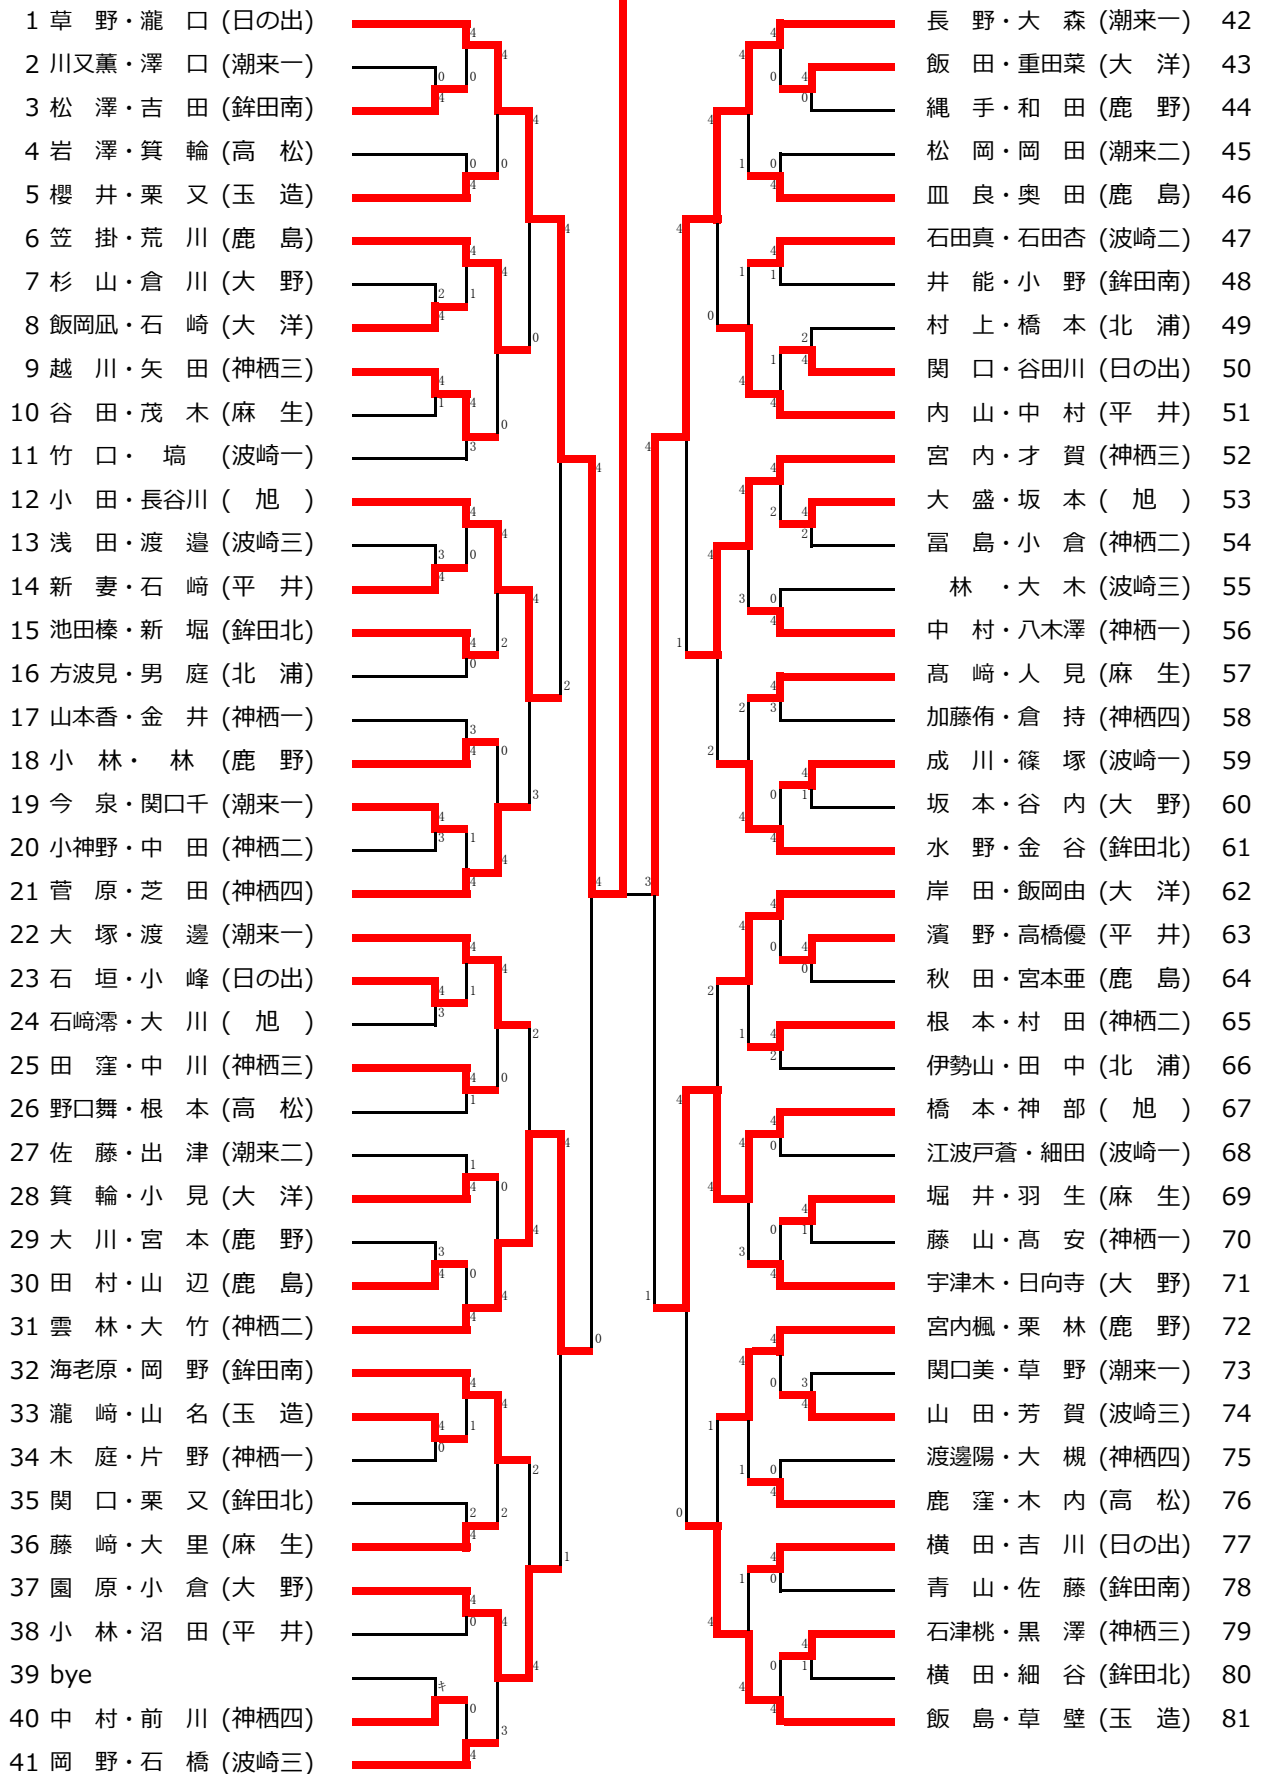 1 草　野・瀧　口 (日の出)
2 川又薫・澤　口 (潮来一)
3 松　澤・吉　田 (鉾田南)
4 岩　澤・箕　輪 (高　松)
5 櫻　井・栗　又 (玉　造)
6 笠　掛・荒　川 (鹿　島)
7 杉　山・倉　川 (大　野)
8 飯岡凪・石　崎 (大　洋)
9 越　川・矢　田 (神栖三)
10 谷　田・茂　木 (麻　生)
11 竹　口・　塙　 (波崎一)
12 小　田・長谷川 (　旭　)
13 浅　田・渡　邉 (波崎三)
14 新　妻・石　﨑 (平　井)
15 池田榛・新　堀 (鉾田北)
16 方波見・男　庭 (北　浦)
17 山本香・金　井 (神栖一)
18 小　林・　林　 (鹿　野)
19 今　泉・関口千 (潮来一)
20 小神野・中　田 (神栖二)
21 菅　原・芝　田 (神栖四)
22 大　塚・渡　邊 (潮来一)
23 石　垣・小　峰 (日の出)
24 石﨑澪・大　川 (　旭　)
25 田　窪・中　川 (神栖三)
26 野口舞・根　本 (高　松)
27 佐　藤・出　津 (潮来二)
28 箕　輪・小　見 (大　洋)
29 大　川・宮　本 (鹿　野)
30 田　村・山　辺 (鹿　島)
31 雲　林・大　竹 (神栖二)
32 海老原・岡　野 (鉾田南)
33 瀧　﨑・山　名 (玉　造)
34 木　庭・片　野 (神栖一)
35 関　口・栗　又 (鉾田北)
36 藤　﨑・大　里 (麻　生)
37 園　原・小　倉 (大　野)
38 小　林・沼　田 (平　井)
39 bye
40 中　村・前　川 (神栖四)
41 岡　野・石　橋 (波崎三)
長　野・大　森 (潮来一) 42
飯　田・重田菜 (大　洋) 43
縄　手・和　田 (鹿　野) 44
松　岡・岡　田 (潮来二) 45
皿　良・奥　田 (鹿　島) 46
石田真・石田杏 (波崎二) 47
井　能・小　野 (鉾田南) 48
村　上・橋　本 (北　浦) 49
関　口・谷田川 (日の出) 50
内　山・中　村 (平　井) 51
宮　内・才　賀 (神栖三) 52
大　盛・坂　本 (　旭　) 53
冨　島・小　倉 (神栖二) 54
林　・大　木 (波崎三) 55
中　村・八木澤 (神栖一) 56
髙　﨑・人　見 (麻　生) 57
加藤侑・倉　持 (神栖四) 58
成　川・篠　塚 (波崎一) 59
坂　本・谷　内 (大　野) 60
水　野・金　谷 (鉾田北) 61
岸　田・飯岡由 (大　洋) 62
濱　野・高橋優 (平　井) 63
秋　田・宮本亜 (鹿　島) 64
根　本・村　田 (神栖二) 65
伊勢山・田　中 (北　浦) 66
橋　本・神　部 (　旭　) 67
江波戸蒼・細田 (波崎一) 68
堀　井・羽　生 (麻　生) 69
藤　山・髙　安 (神栖一) 70
宇津木・日向寺 (大　野) 71
宮内楓・栗　林 (鹿　野) 72
関口美・草　野 (潮来一) 73
山　田・芳　賀 (波崎三) 74
渡邊陽・大　槻 (神栖四) 75
鹿　窪・木　内 (高　松) 76
横　田・吉　川 (日の出) 77
青　山・佐　藤 (鉾田南) 78
石津桃・黒　澤 (神栖三) 79
横　田・細　谷 (鉾田北) 80
飯　島・草　壁 (玉　造) 81